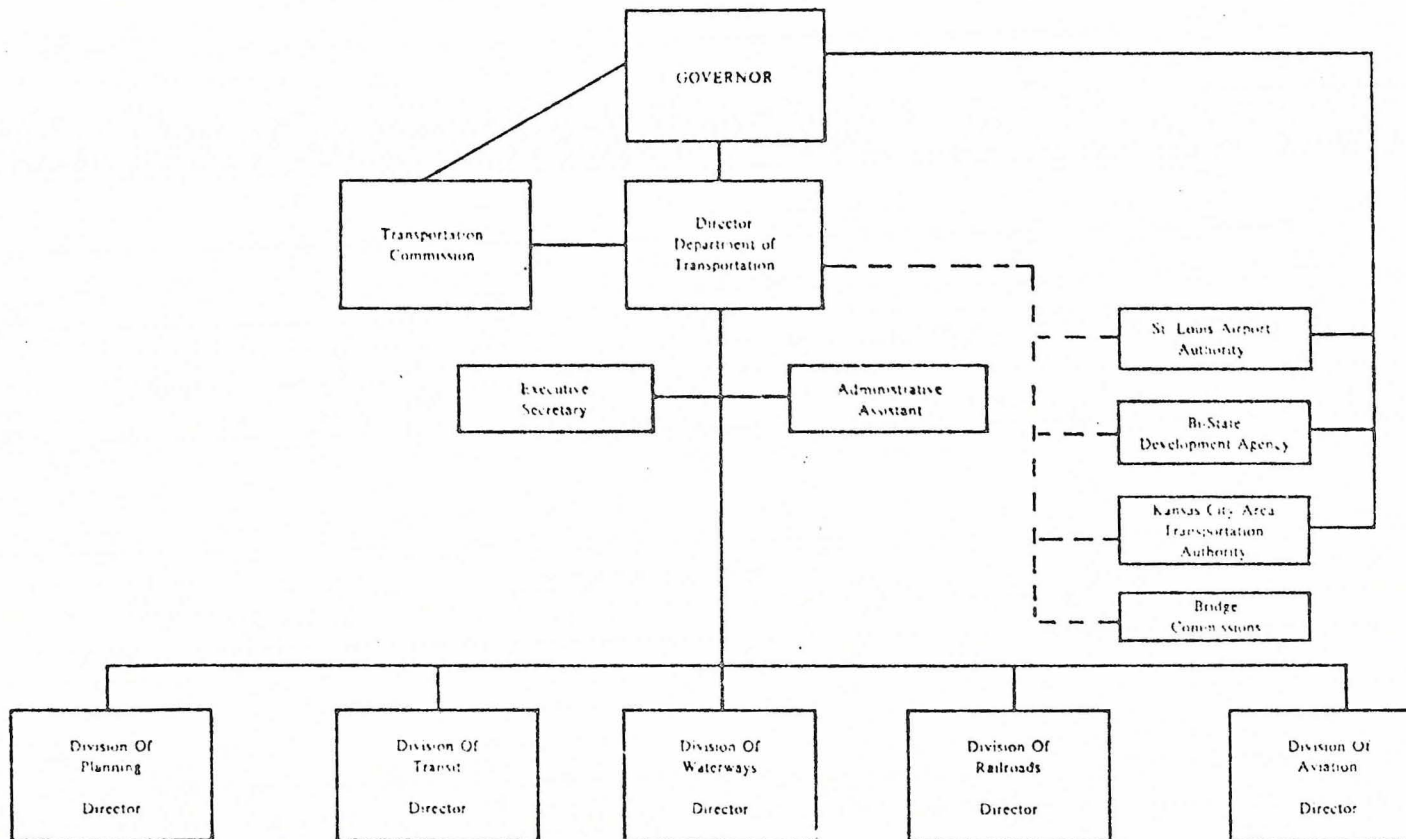 GOVERNOR
Transportation
Commission
Director
Department of
Transportation
St. Louis Airport
Authority
Executive
Secretary
Administrative
Assistant
Bi-State
Development Agency
Kansas City Area
Transportation
Authority
Bridge
Commissions
Division Of
Planning
Director
Division Of
Transit
Director
Division Of
Waterways
Director
Division Of
Railroads
Director
Division Of
Aviation
Director